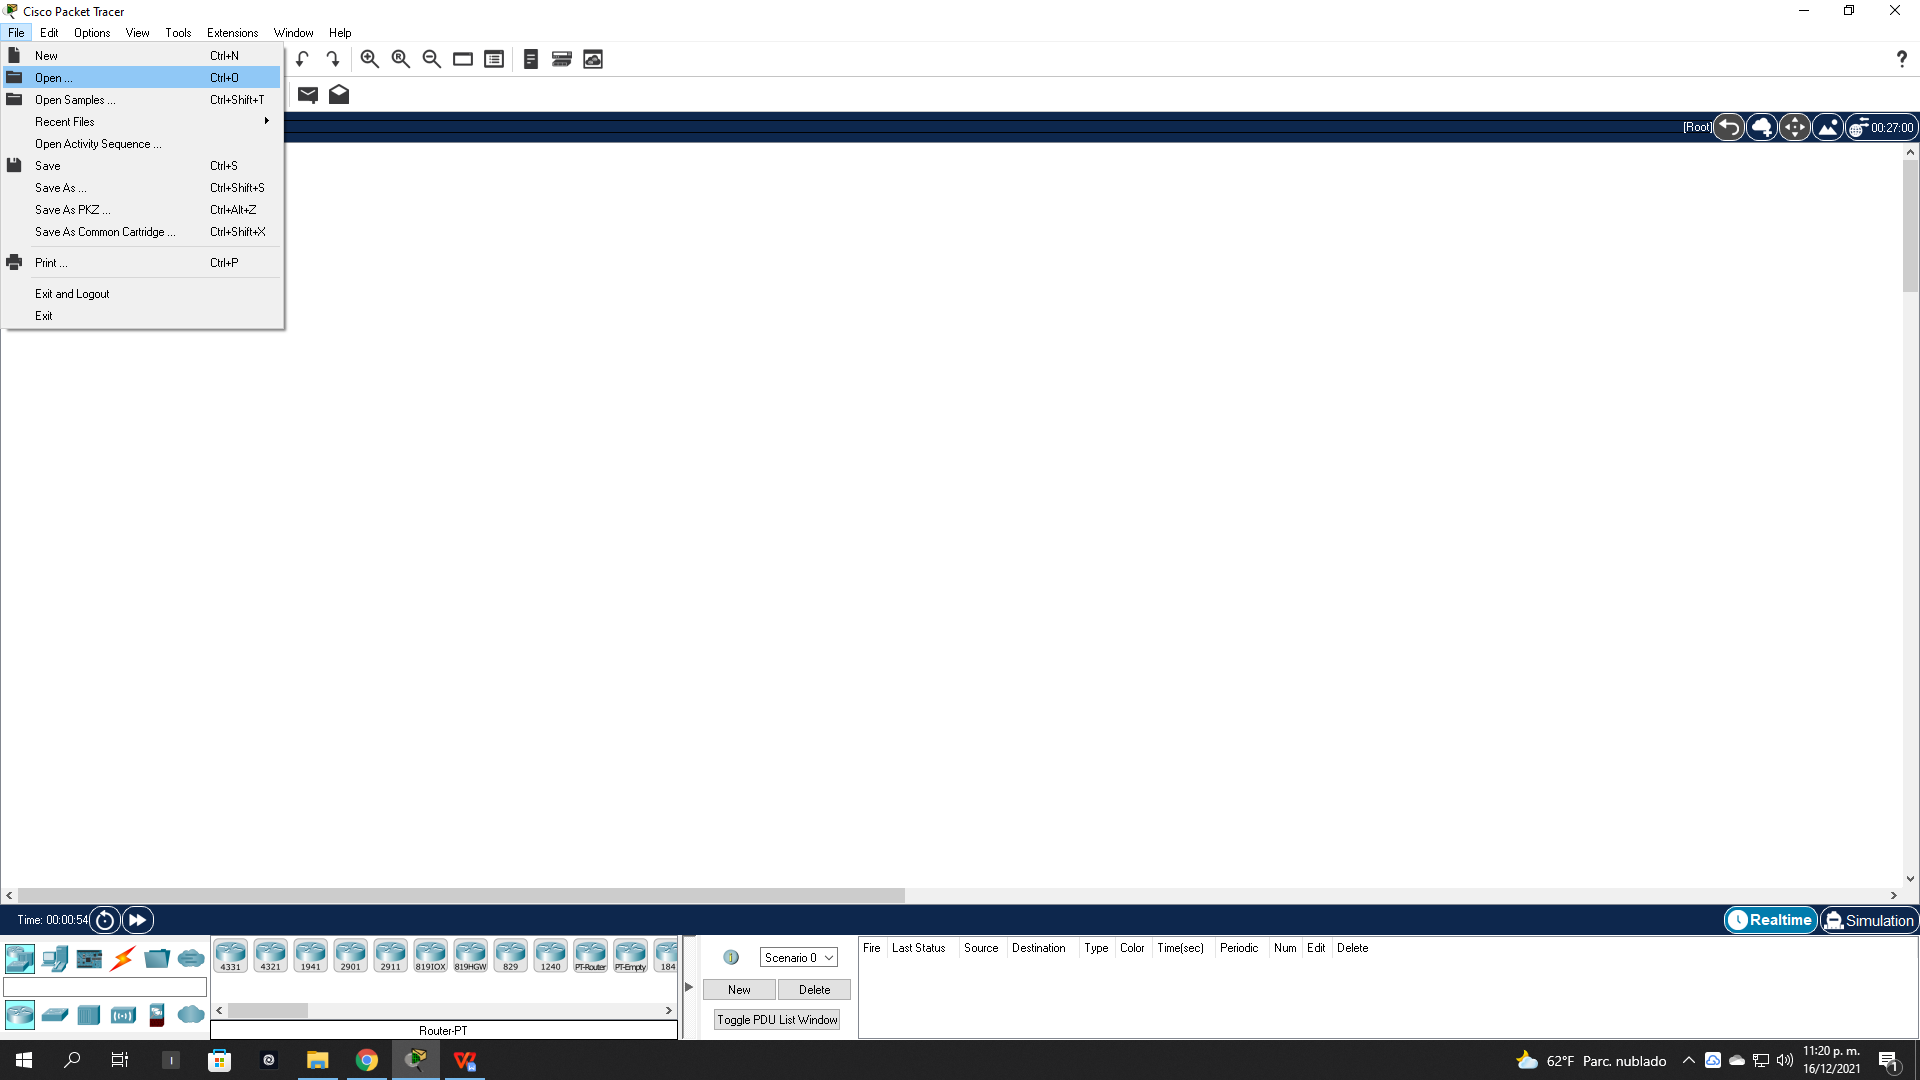 Cisco Packet Tracer
File Edit Options View Tools Extensions Window Help
New Ctrl+N
Open ... Ctrl+O
Open Samples ... Ctrl+Shift+T
Recent Files
Open Activity Sequence ...
Save Ctrl+S
Save As ... Ctrl+Shift+S
Save As PKZ ... Ctrl+Alt+Z
Save As Common Cartridge ... Ctrl+Shift+X
Print ... Ctrl+P
Exit and Logout
Exit
?
[Root] 00:27:00
Time: 00:00:54
Realtime Simulation
4331 4321 1941 2901 2911 819IOX 819HGW 829 1240 PT-Router PT-Empty 184
Router-PT
Scenario 0
New Delete
Toggle PDU List Window
Fire Last Status Source Destination Type Color Time(sec) Periodic Num Edit Delete
62°F Parc. nublado
11:20 p. m.
16/12/2021
1